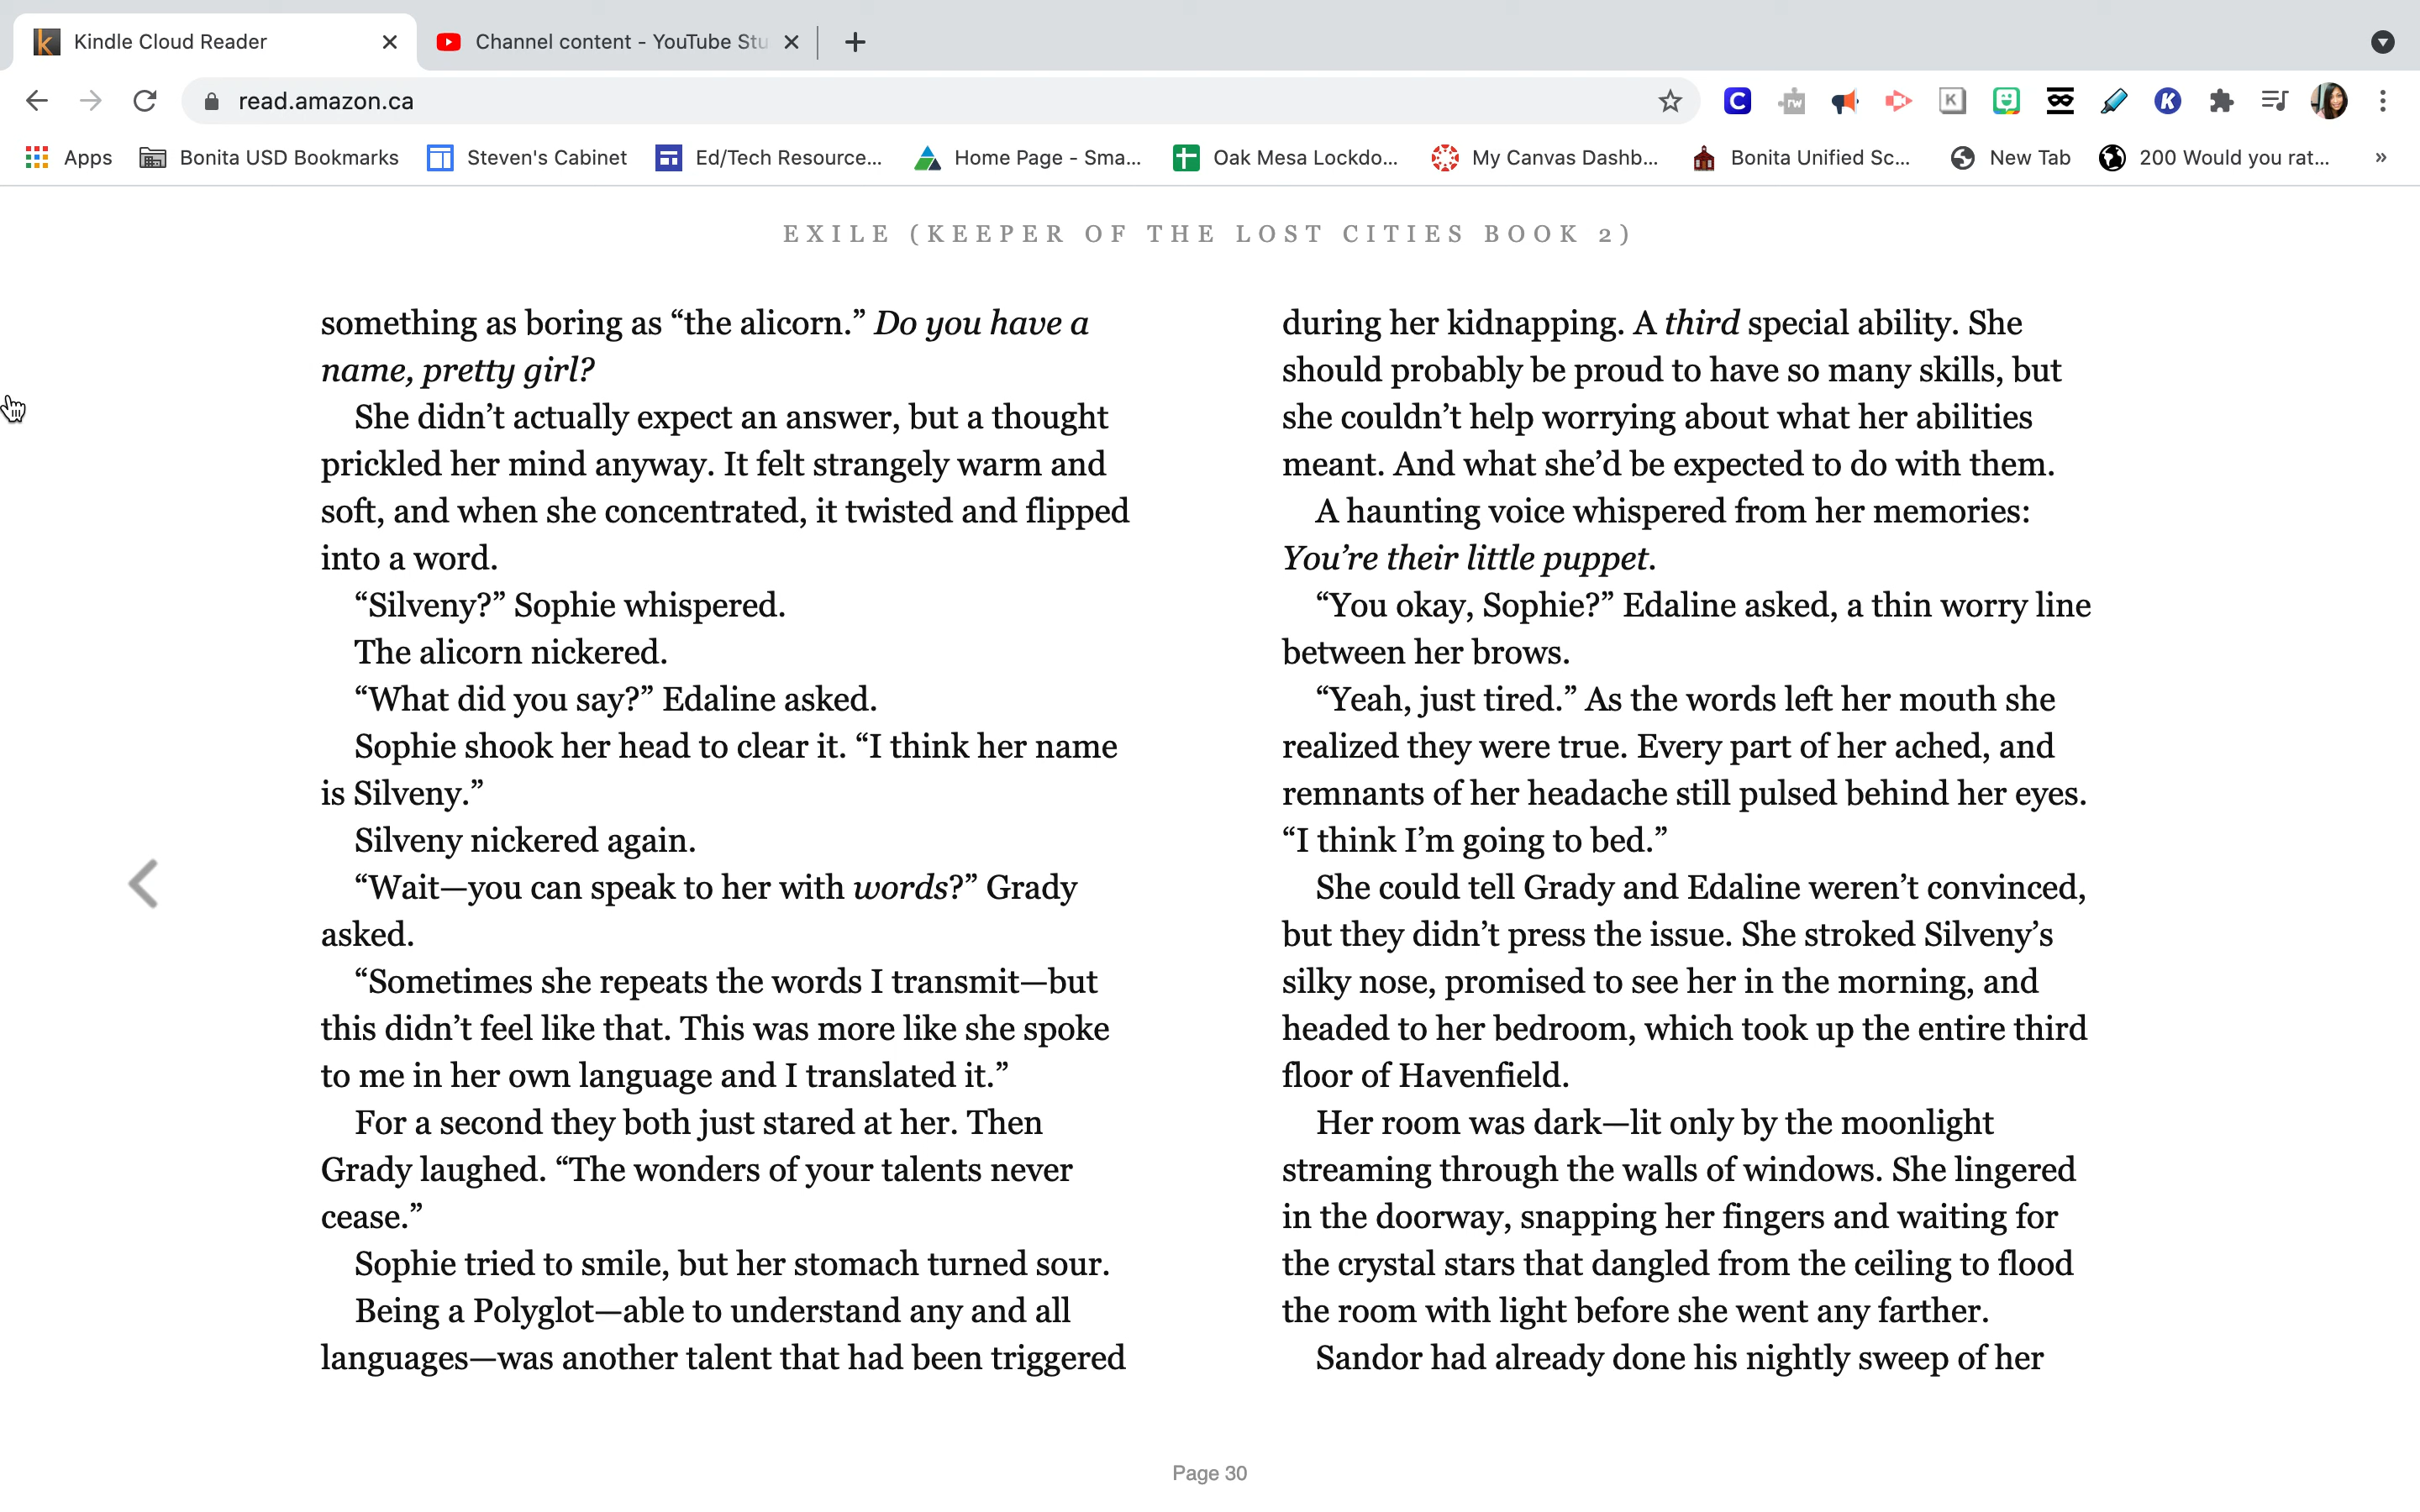 Kindle Cloud Reader
Channel content - YouTube Stu
read.amazon.ca
Apps
Bonita USD Bookmarks
Steven's Cabinet
Ed/Tech Resource...
Home Page - Sma...
Oak Mesa Lockdo...
My Canvas Dashb...
Bonita Unified Sc...
New Tab
200 Would you rat...
»
EXILE (KEEPER OF THE LOST CITIES BOOK 2)
something as boring as “the alicorn.” Do you have a
name, pretty girl?
She didn’t actually expect an answer, but a thought
prickled her mind anyway. It felt strangely warm and
soft, and when she concentrated, it twisted and flipped
into a word.
“Silveny?” Sophie whispered.
The alicorn nickered.
“What did you say?” Edaline asked.
Sophie shook her head to clear it. “I think her name
is Silveny.”
Silveny nickered again.
“Wait—you can speak to her with words?” Grady
asked.
“Sometimes she repeats the words I transmit—but
this didn’t feel like that. This was more like she spoke
to me in her own language and I translated it.”
For a second they both just stared at her. Then
Grady laughed. “The wonders of your talents never
cease.”
Sophie tried to smile, but her stomach turned sour.
Being a Polyglot—able to understand any and all
languages—was another talent that had been triggered
during her kidnapping. A third special ability. She
should probably be proud to have so many skills, but
she couldn’t help worrying about what her abilities
meant. And what she’d be expected to do with them.
A haunting voice whispered from her memories:
You’re their little puppet.
“You okay, Sophie?” Edaline asked, a thin worry line
between her brows.
“Yeah, just tired.” As the words left her mouth she
realized they were true. Every part of her ached, and
remnants of her headache still pulsed behind her eyes.
“I think I’m going to bed.”
She could tell Grady and Edaline weren’t convinced,
but they didn’t press the issue. She stroked Silveny’s
silky nose, promised to see her in the morning, and
headed to her bedroom, which took up the entire third
floor of Havenfield.
Her room was dark—lit only by the moonlight
streaming through the walls of windows. She lingered
in the doorway, snapping her fingers and waiting for
the crystal stars that dangled from the ceiling to flood
the room with light before she went any farther.
Sandor had already done his nightly sweep of her
Page 30